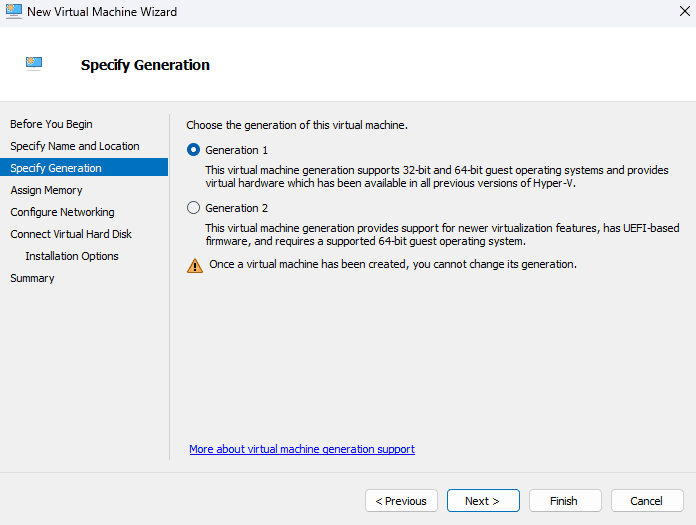 New Virtual Machine Wizard
Specify Generation
Before You Begin
Specify Name and Location
Specify Generation
Assign Memory
Configure Networking
Connect Virtual Hard Disk
Installation Options
Summary
Choose the generation of this virtual machine.
Generation 1
This virtual machine generation supports 32-bit and 64-bit guest operating systems and provides
virtual hardware which has been available in all previous versions of Hyper-V.
Generation 2
This virtual machine generation provides support for newer virtualization features, has UEFI-based
firmware, and requires a supported 64-bit guest operating system.
Once a virtual machine has been created, you cannot change its generation.
More about virtual machine generation support
< Previous
Next >
Finish
Cancel